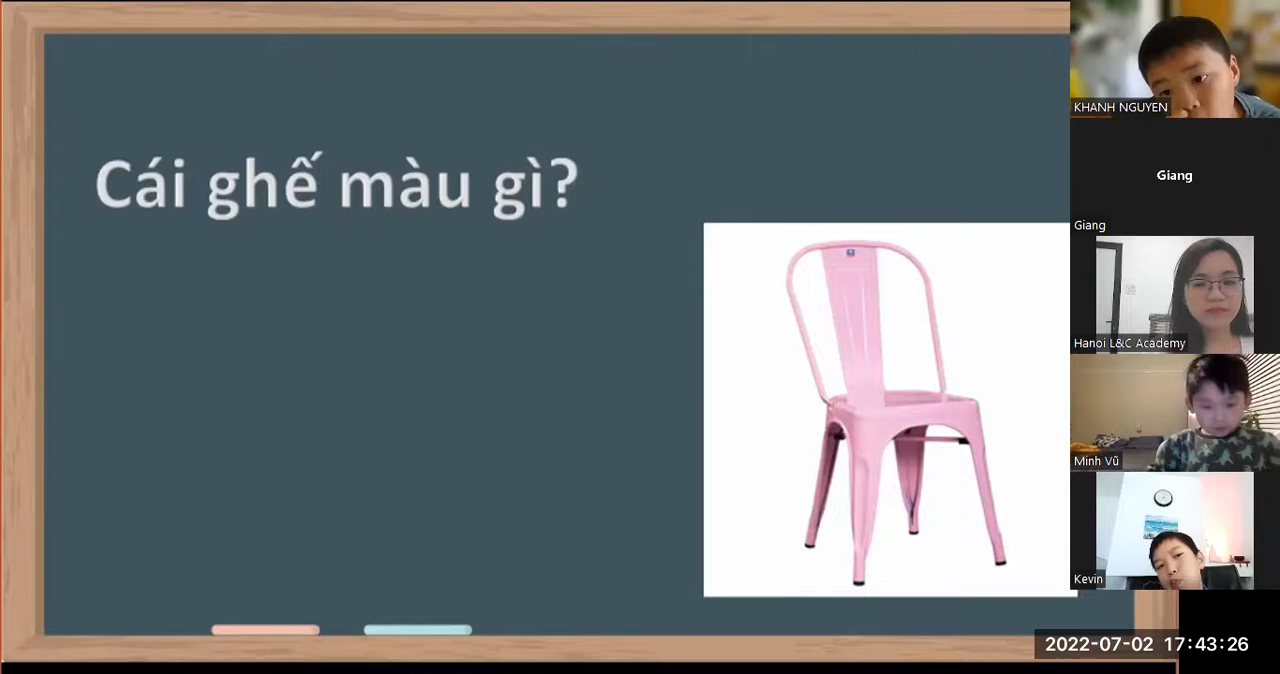 Cái ghế màu gì?
KHANH NGUYEN
Giang
Giang
Hanoi L&C Academy
Minh Vũ
Kevin
2022-07-02 17:43:26